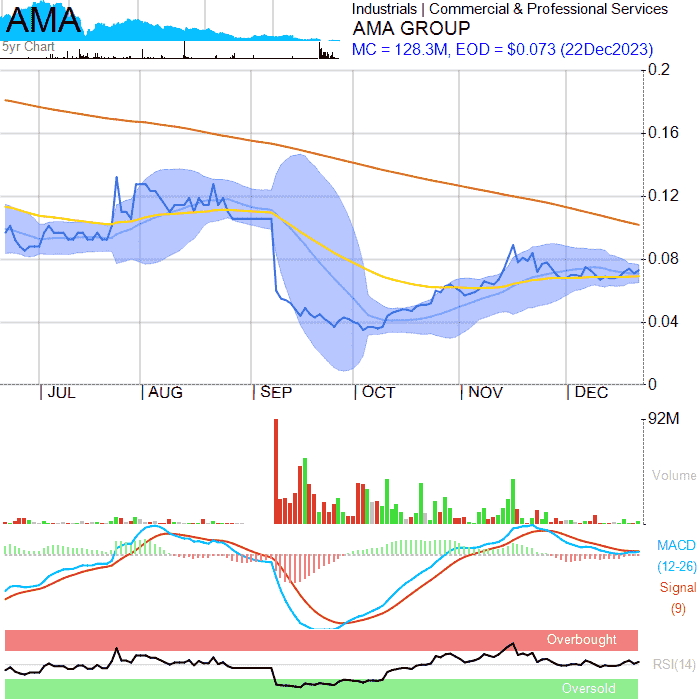 AMA
5yr Chart
Industrials | Commercial & Professional Services
AMA GROUP
MC = 128.3M, EOD = $0.073 (22Dec2023)
0.2
0.16
0.12
0.08
0.04
0
| JUL | AUG | SEP | OCT | NOV | DEC
92M
Volume
MACD
(12-26)
Signal
(9)
Overbought
RSI(14)
Oversold